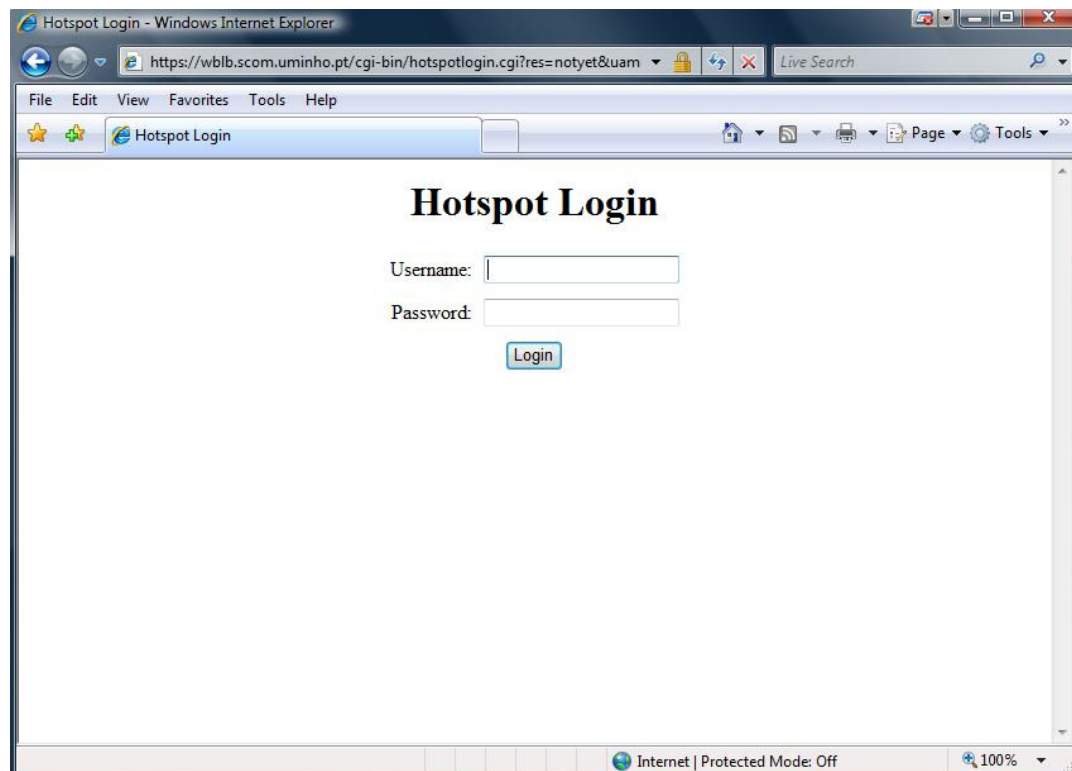 Hotspot Login - Windows Internet Explorer
https://wblb.scom.uminho.pt/cgi-bin/hotspotlogin.cgi?res=notyet&uam
Live Search
File Edit View Favorites Tools Help
Hotspot Login
Page Tools
Hotspot Login
Username:
Password:
Login
Internet | Protected Mode: Off
100%